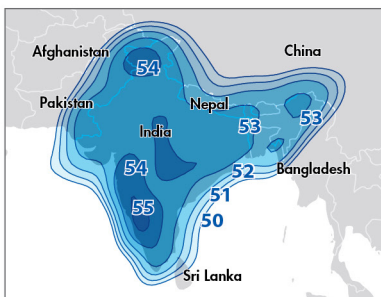 Afghanistan
China
54
Pakistan
Nepal
53
53
India
54
52
Bangladesh
51
55
50
Sri Lanka